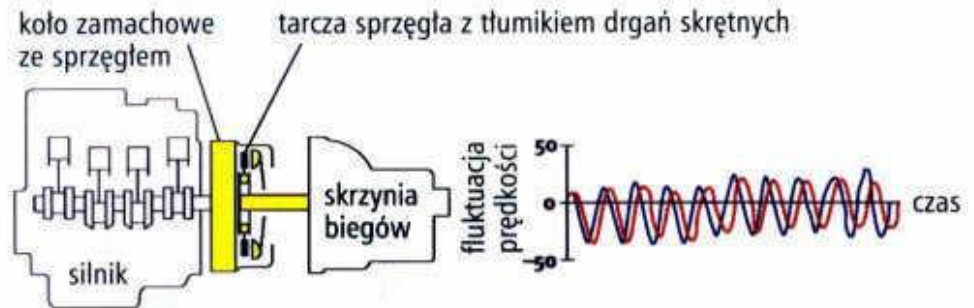 koło zamachowe
ze sprzęgłem
tarcza sprzęgła z tłumikiem drgań skrętnych
silnik
skrzynia
biegów
fluktuacja
prędkości
50
0
-50
czas